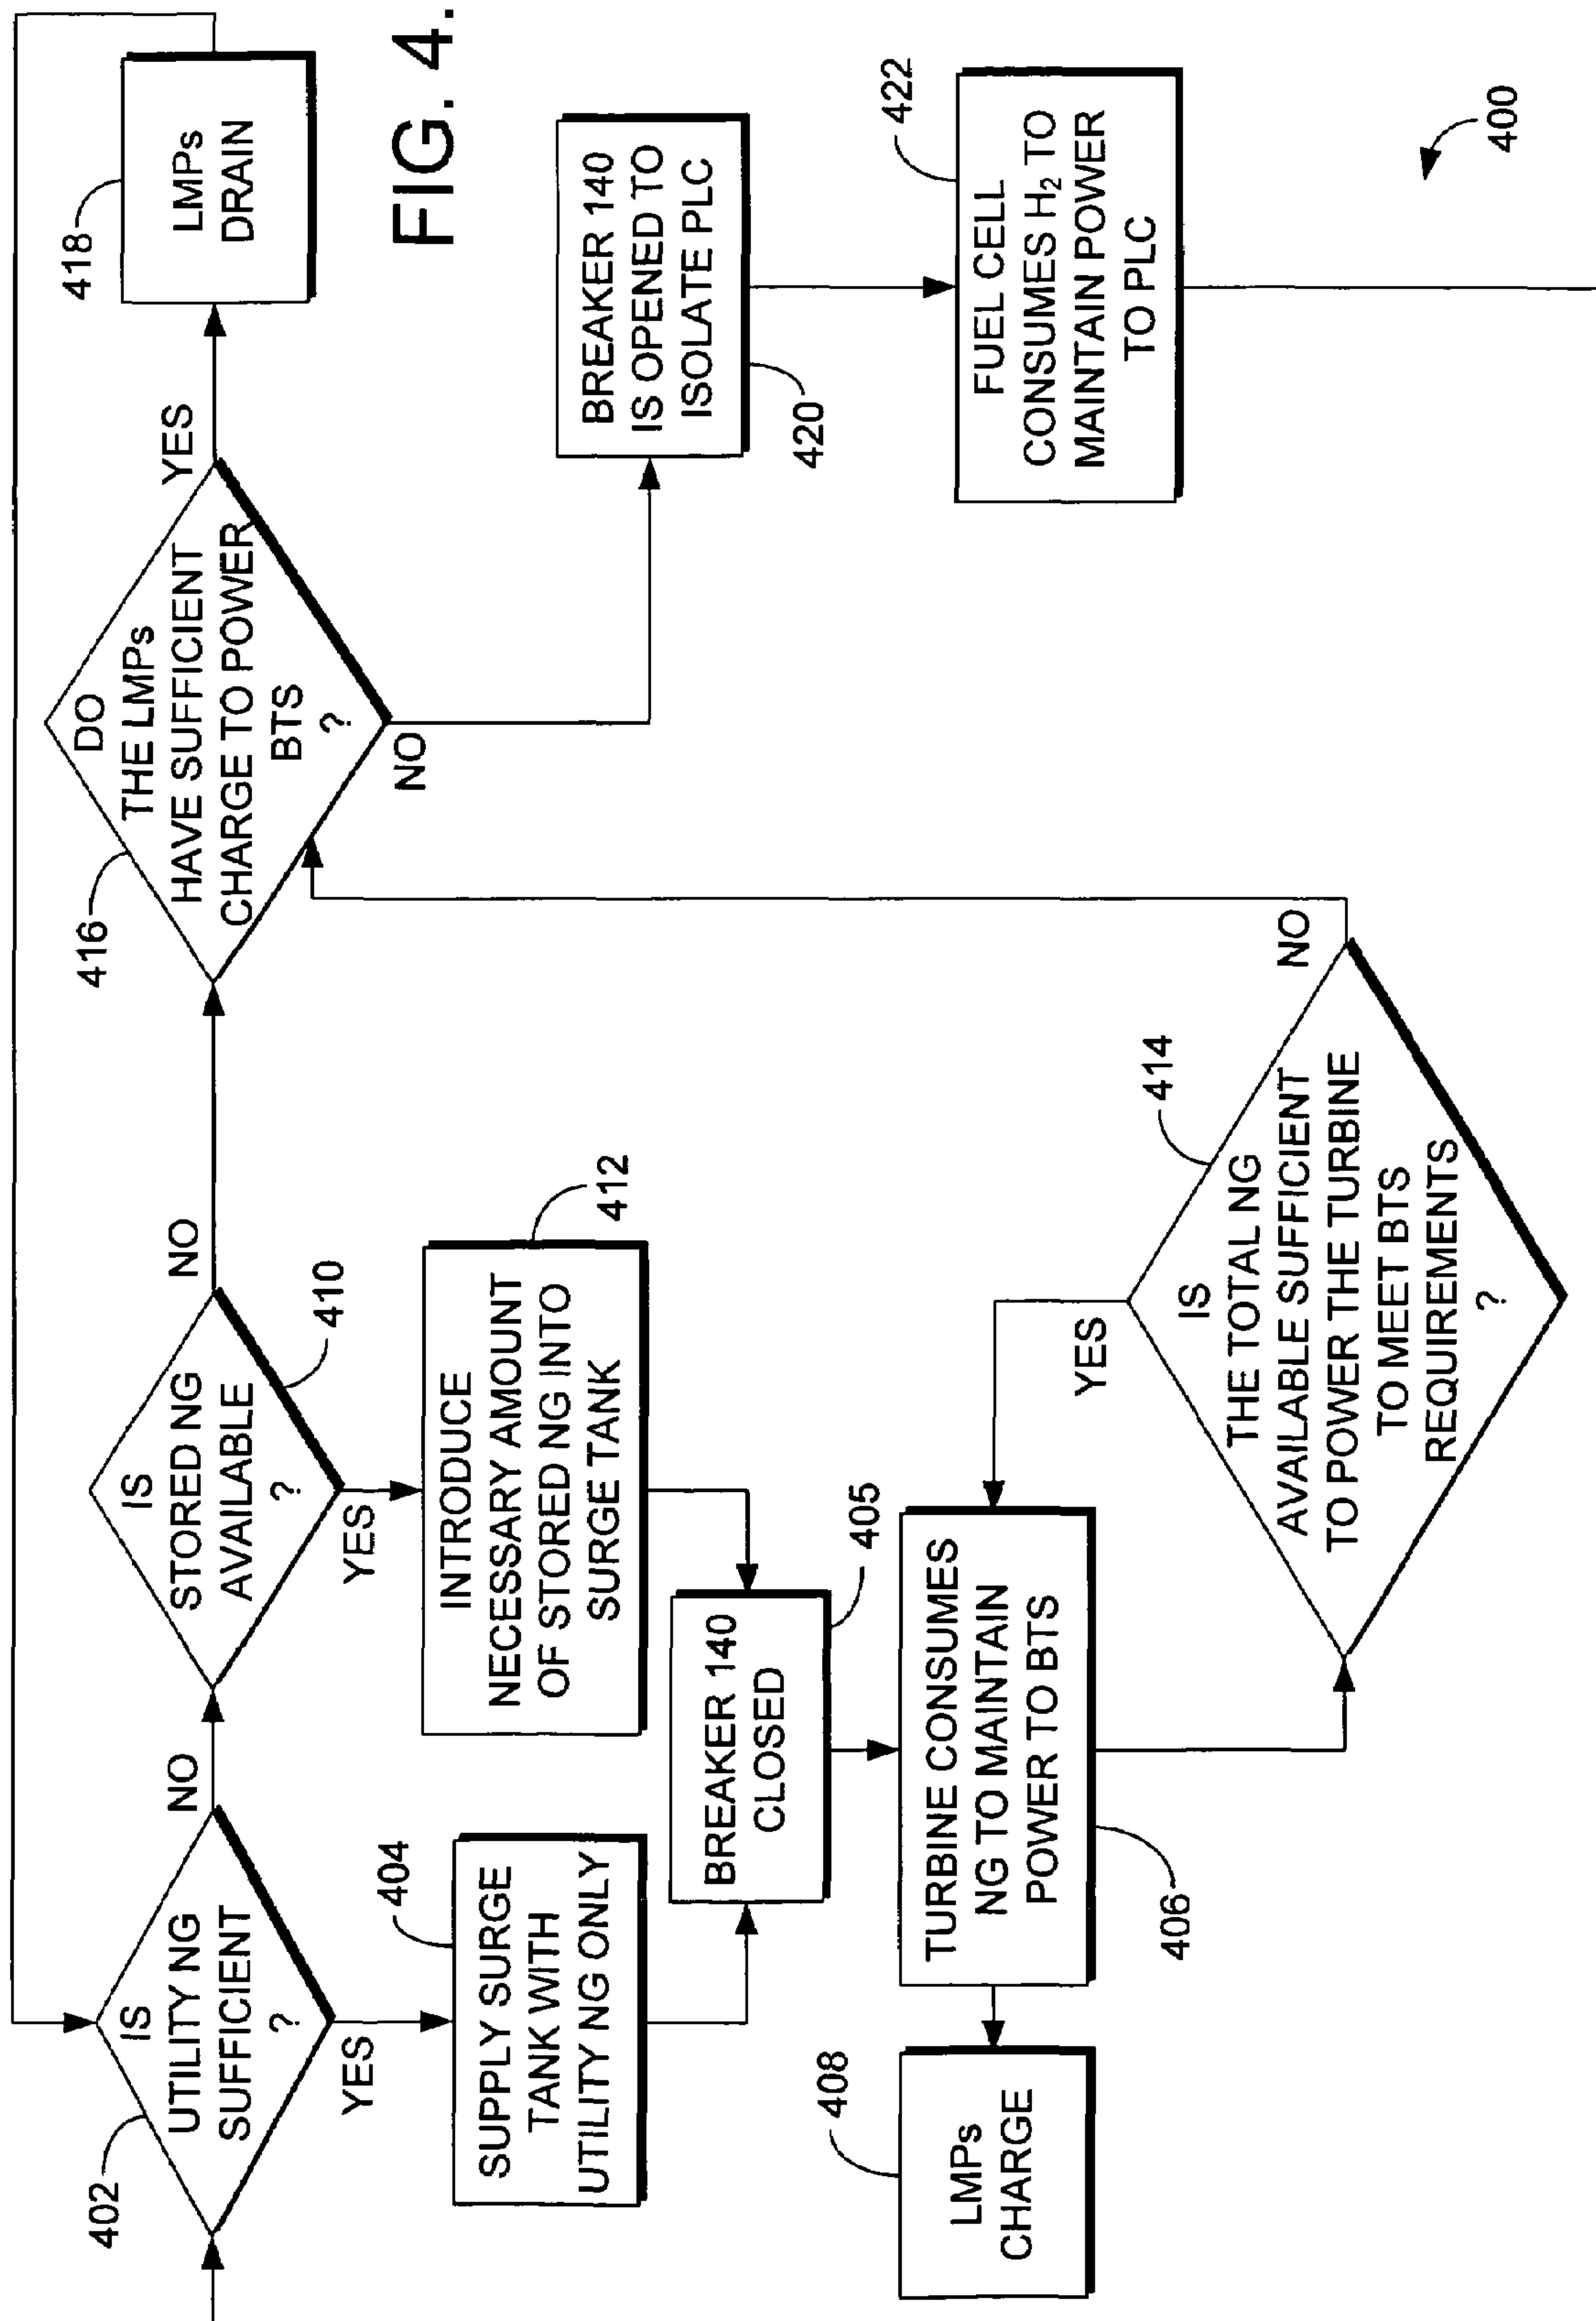 402
IS
UTILITY NG
SUFFICIENT
?
NO
YES
404
SUPPLY SURGE
TANK WITH
UTILITY NG ONLY
IS
STORED NG
AVAILABLE
?
410
NO
YES
412
INTRODUCE
NECESSARY AMOUNT
OF STORED NG INTO
SURGE TANK
BREAKER 140
CLOSED
405
TURBINE CONSUMES
NG TO MAINTAIN
POWER TO BTS
406
408
LMPs
CHARGE
414
IS
THE TOTAL NG
AVAILABLE SUFFICIENT
TO POWER THE TURBINE
TO MEET BTS
REQUIREMENTS
?
YES
NO
416
DO
THE LMPs
HAVE SUFFICIENT
CHARGE TO POWER
BTS
?
YES
NO
418
LMPs
DRAIN
BREAKER 140
IS OPENED TO
ISOLATE PLC
420
422
FUEL CELL
CONSUMES H₂ TO
MAINTAIN POWER
TO PLC
400
FIG. 4.